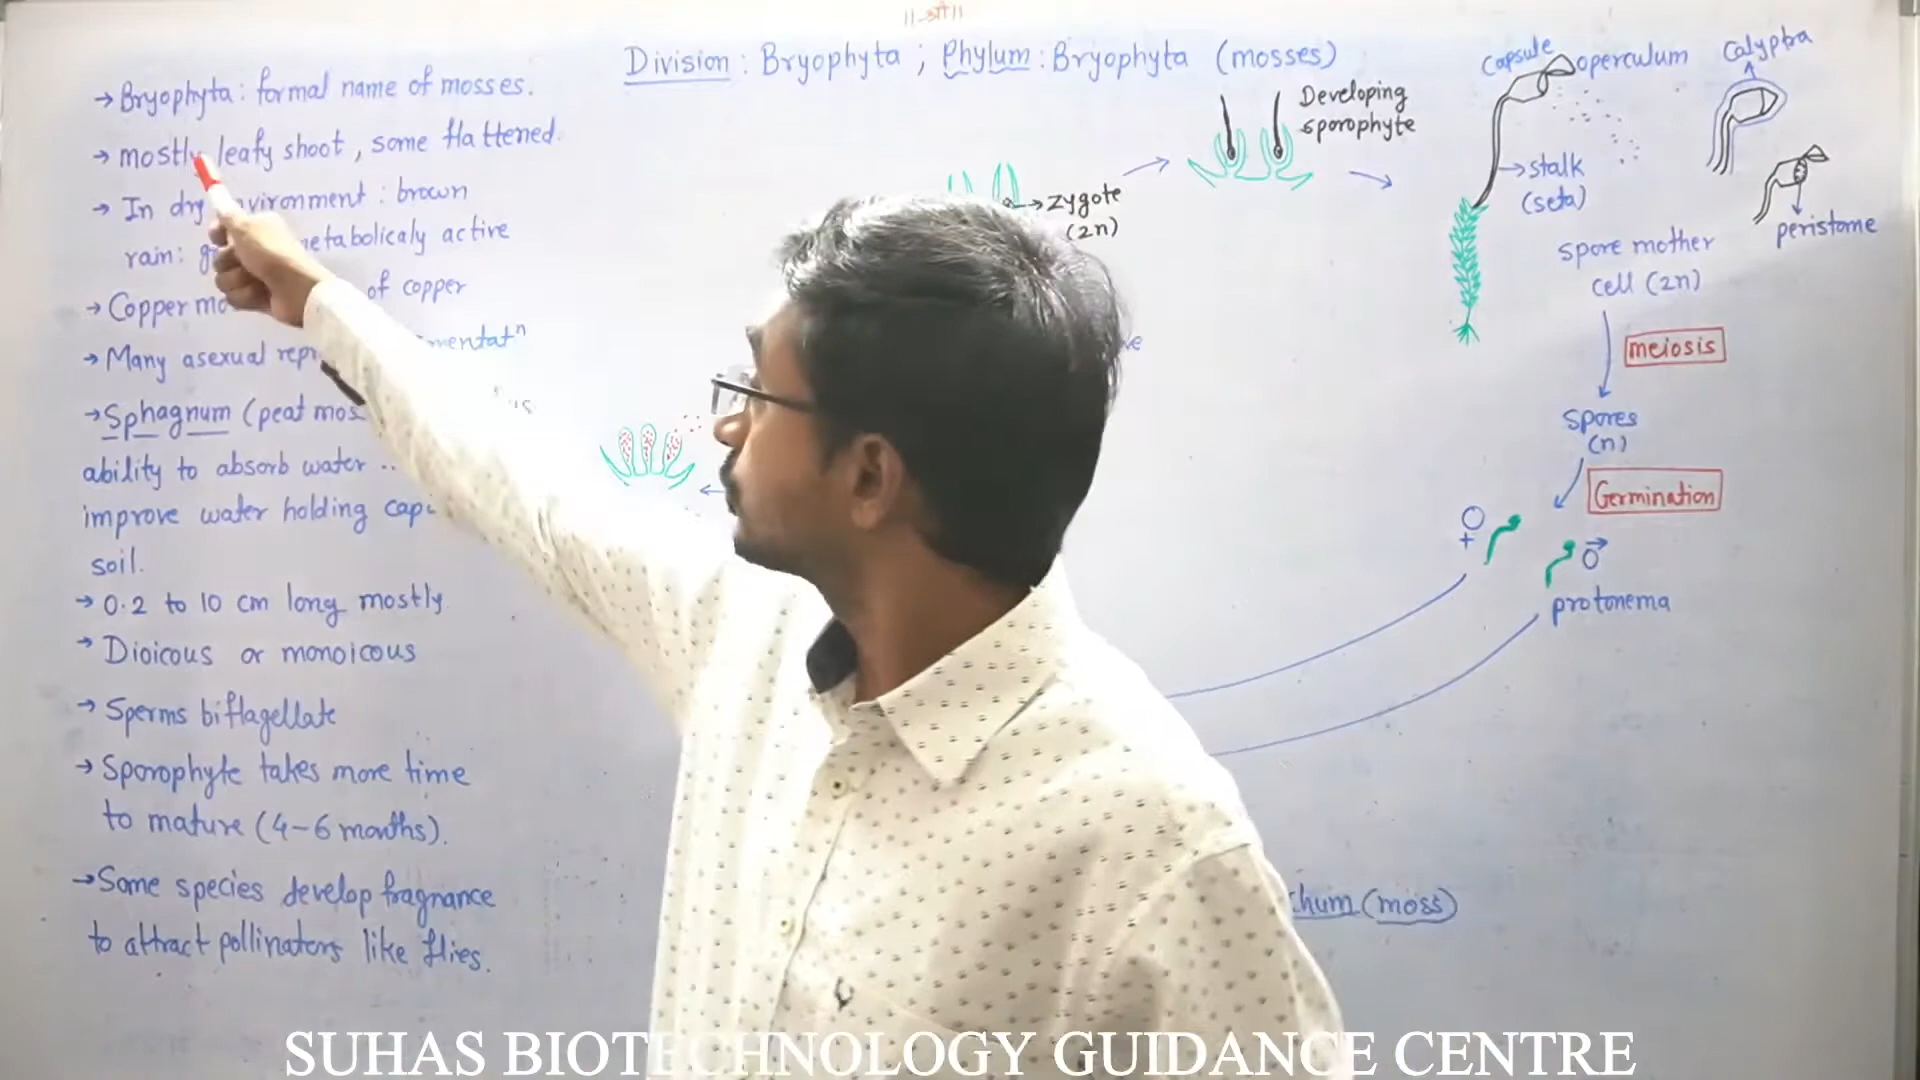 ॥श्री॥
Division : Bryophyta ; Phylum : Bryophyta (mosses)
→ Bryophyta : formal name of mosses.
→ mostly leafy shoot , some flattened.
→ In dry environment : brown
rain : metabolicaly active
→ Copper of copper
→ Many asexual
→ Sphagnum (peat
ability to absorb water
improve water holding
soil.
→ 0.2 to 10 cm long mostly
→ Dioicous or monoicous
→ Sperms biflagellate
→ Sporophyte takes more time
to mature (4-6 months).
→ Some species develop fragnance
to attract pollinators like flies.
→ zygote
(2n)
Developing
sporophyte
Capsule
operculum
Calyptra
→ stalk
(seta)
peristome
spore mother
cell (2n)
meiosis
Spores
(n)
Germination
♀
♂
protonema
(moss)
SUHAS BIOTECHNOLOGY GUIDANCE CENTRE